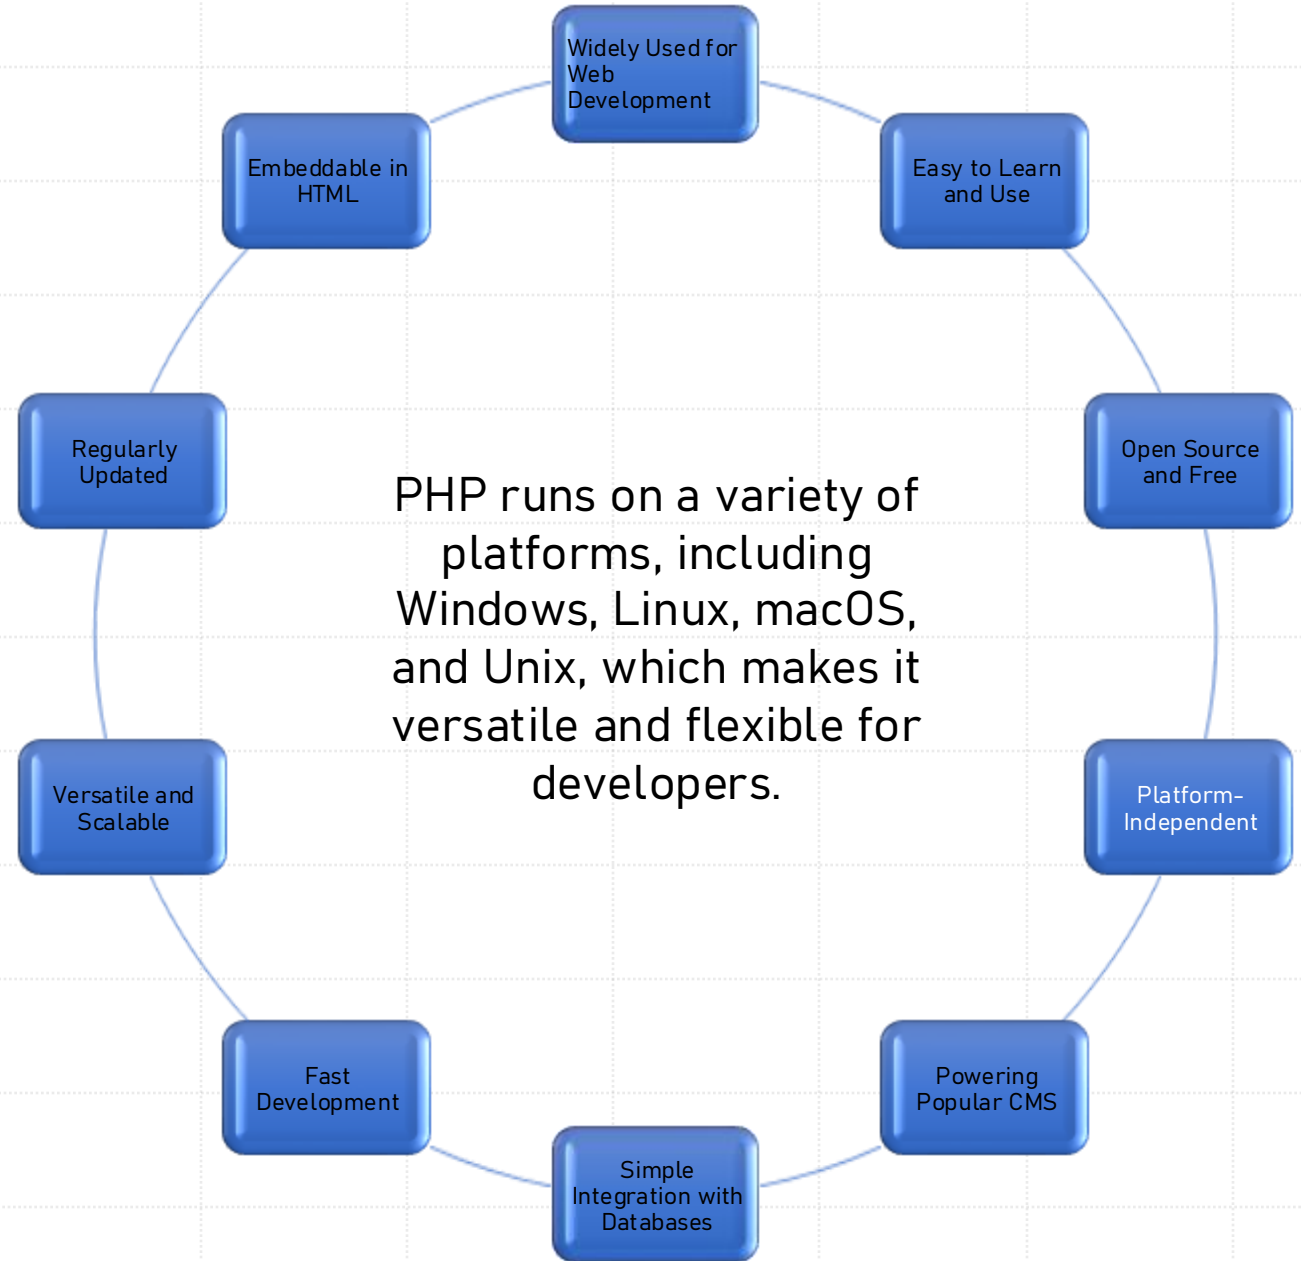 Widely Used for
Web
Development
Easy to Learn
and Use
Open Source
and Free
Platform-
Independent
Powering
Popular CMS
Simple
Integration with
Databases
Fast
Development
Versatile and
Scalable
Regularly
Updated
Embeddable in
HTML
PHP runs on a variety of
platforms, including
Windows, Linux, macOS,
and Unix, which makes it
versatile and flexible for
developers.